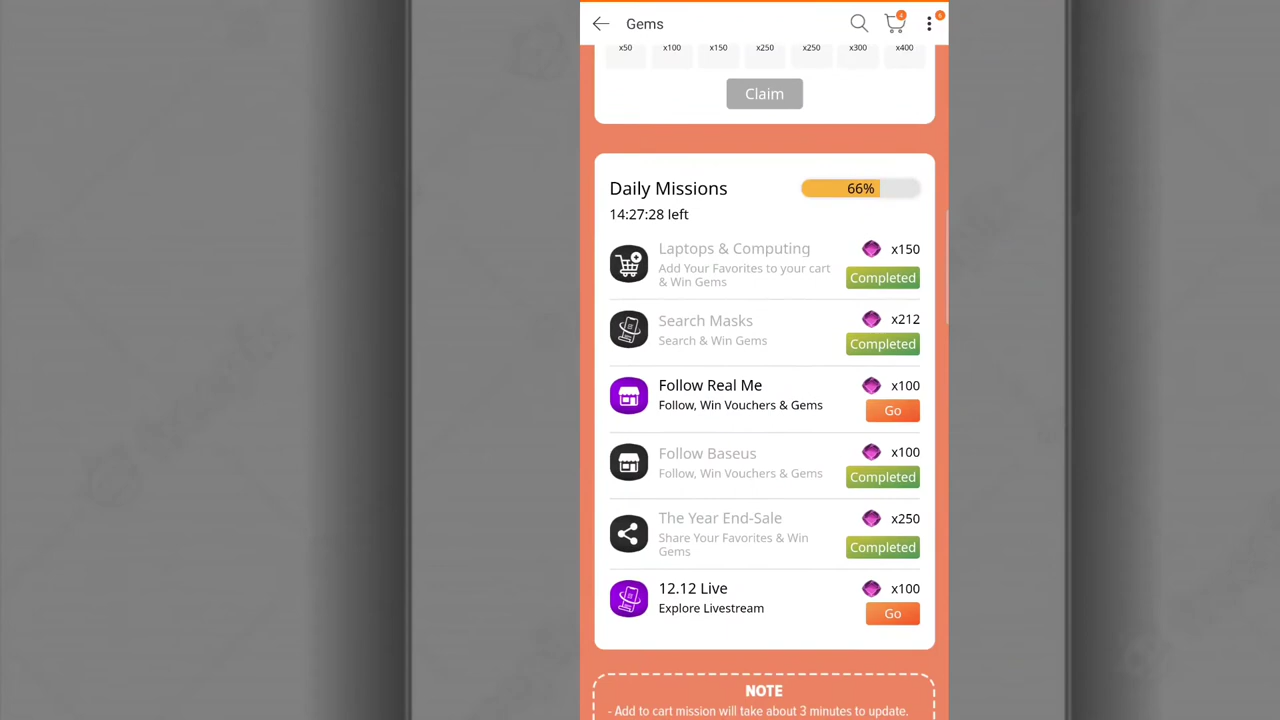 Gems
4
6
x50 x100 x150 x250 x250 x300 x400
Claim
Daily Missions
66%
14:27:28 left
Laptops & Computing
x150
Add Your Favorites to your cart
& Win Gems
Completed
Search Masks
x212
Search & Win Gems
Completed
Follow Real Me
x100
Follow, Win Vouchers & Gems
Go
Follow Baseus
x100
Follow, Win Vouchers & Gems
Completed
The Year End-Sale
x250
Share Your Favorites & Win
Gems
Completed
12.12 Live
x100
Explore Livestream
Go
NOTE
- Add to cart mission will take about 3 minutes to update.